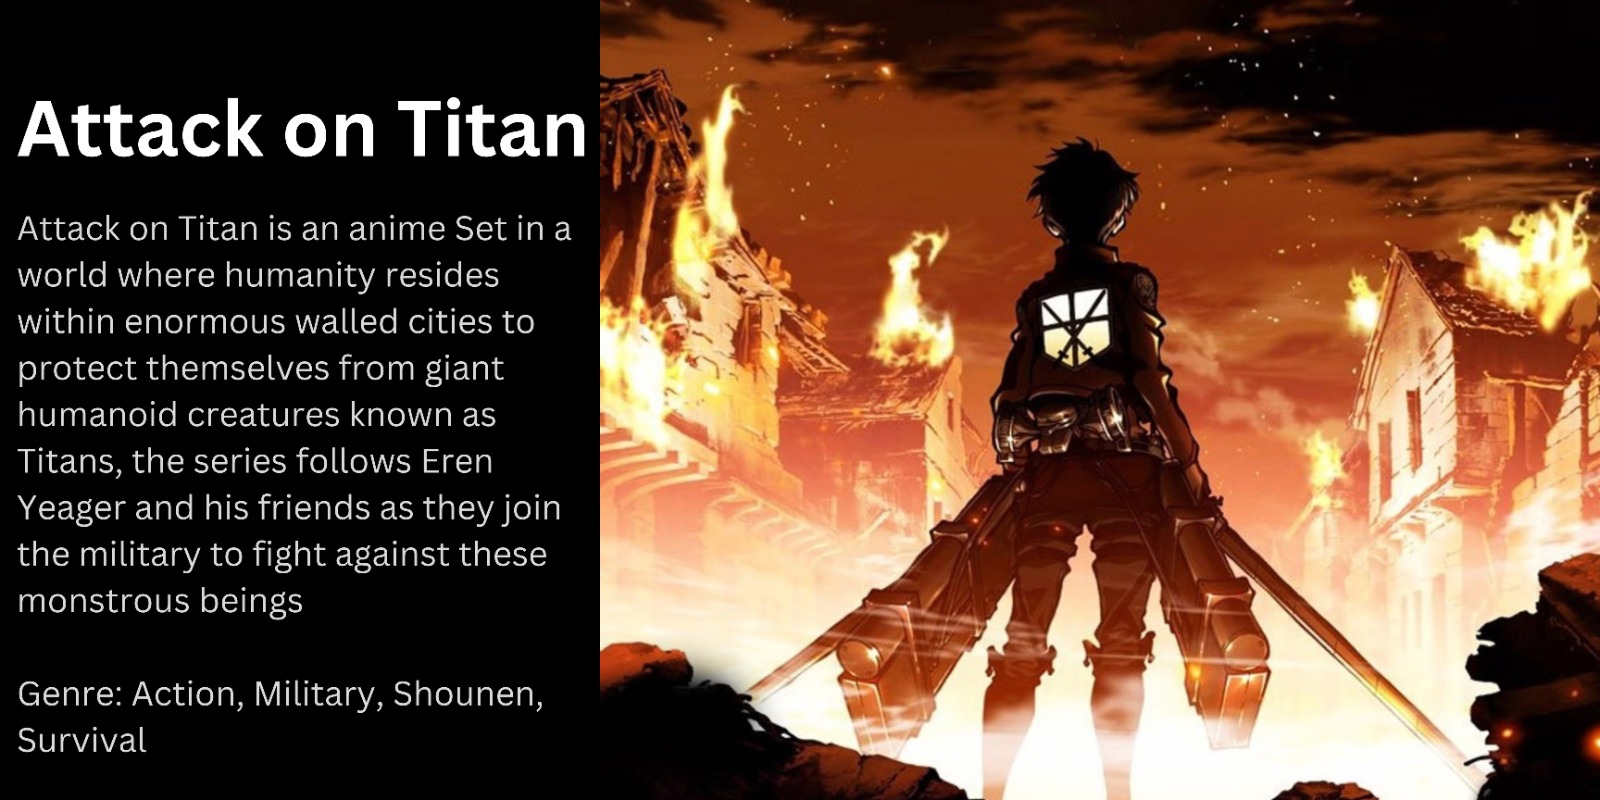 Attack on Titan
Attack on Titan is an anime Set in a
world where humanity resides
within enormous walled cities to
protect themselves from giant
humanoid creatures known as
Titans, the series follows Eren
Yeager and his friends as they join
the military to fight against these
monstrous beings
Genre: Action, Military, Shounen,
Survival